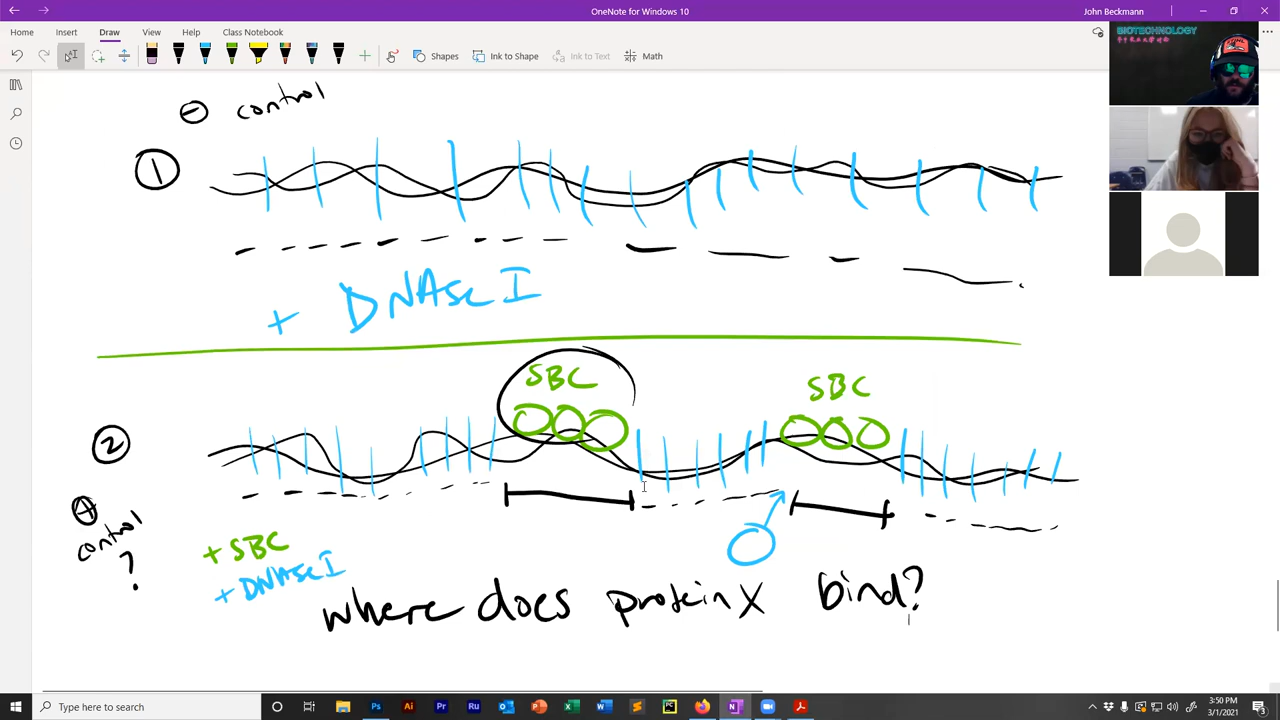 OneNote for Windows 10
John Beckmann
Home Insert Draw View Help Class Notebook
Shapes Ink to Shape Ink to Text Math
BIOTECHNOLOGY
− control
1
+ DNAse I
SBC SBC
2
+ control ?
+ SBC
+ DNAse I
where does protein X bind?
Type here to search
3:50 PM
3/1/2021